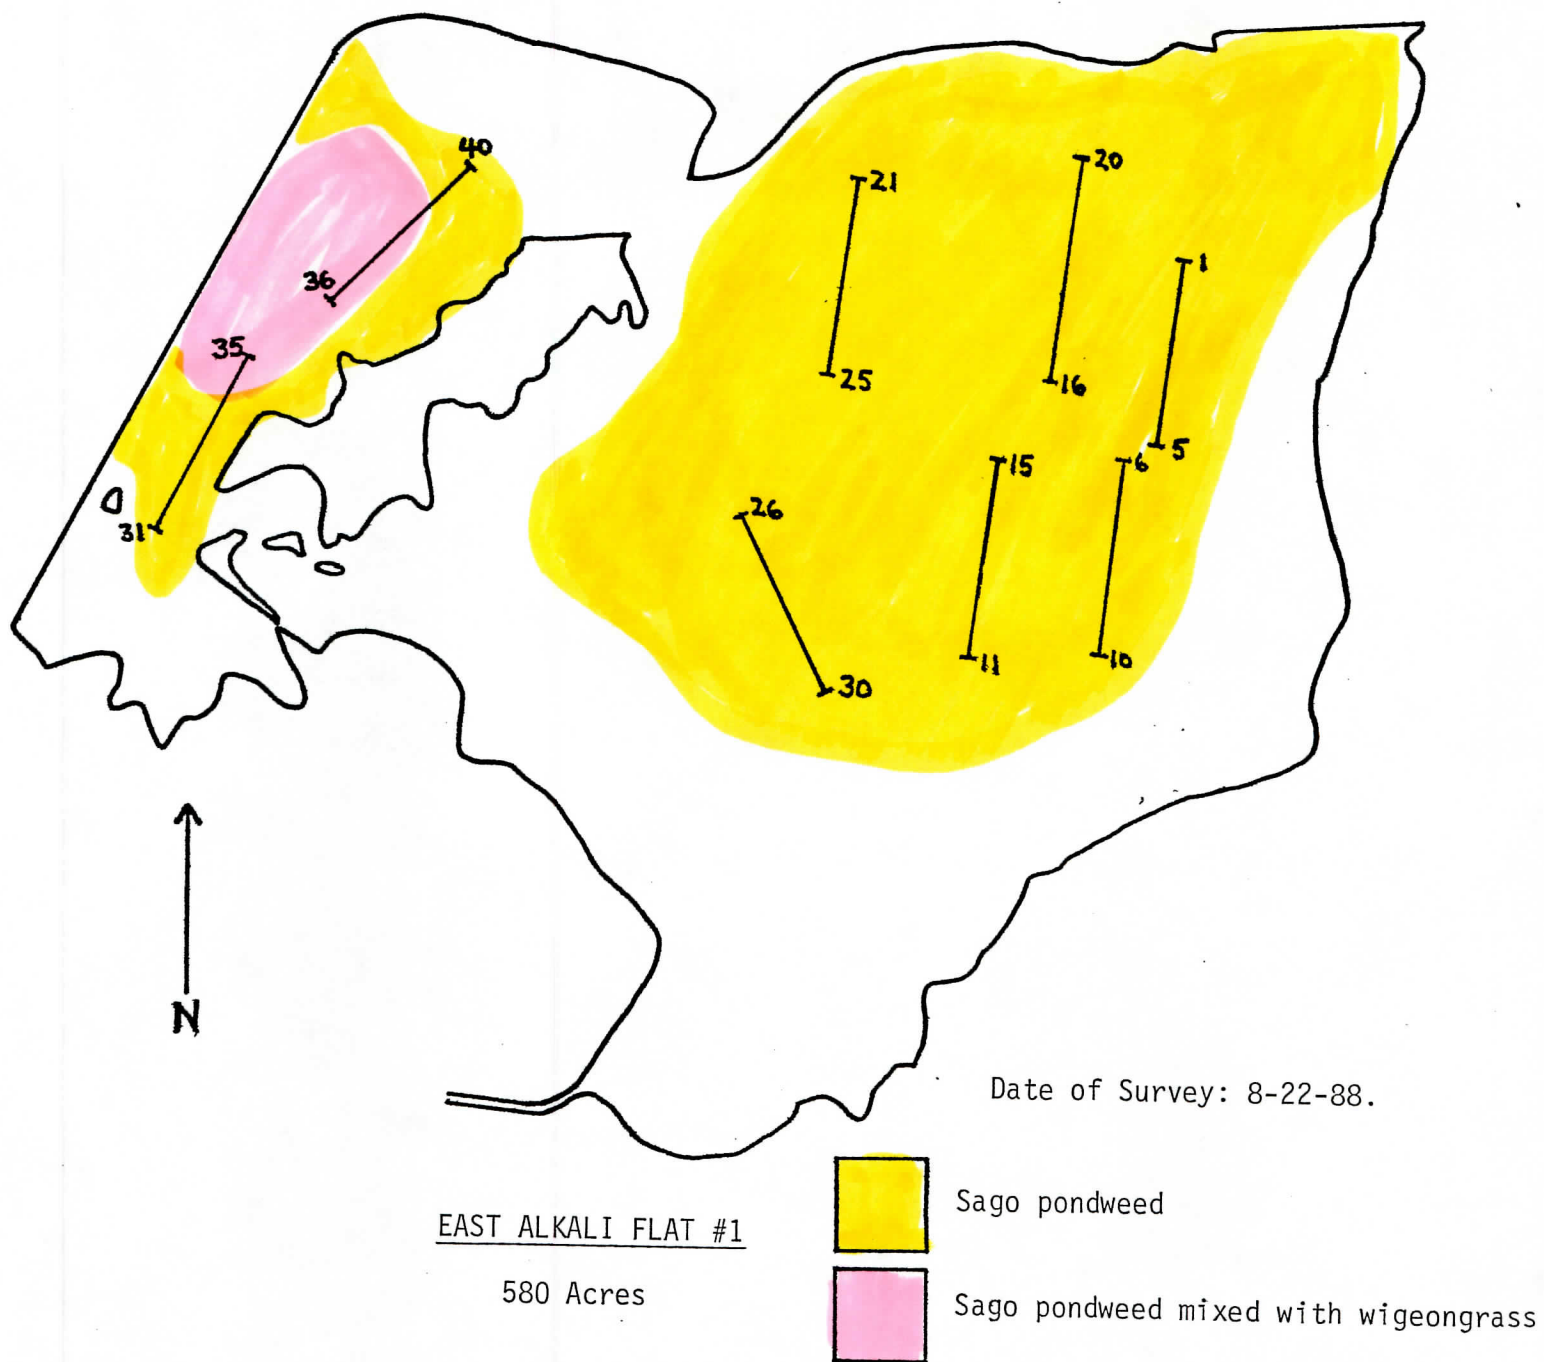 40
20
21
1
36
35
25
16
5
15
6
26
31
11
10
30
N
Date of Survey: 8-22-88.
Sago pondweed
EAST ALKALI FLAT #1
580 Acres
Sago pondweed mixed with wigeongrass